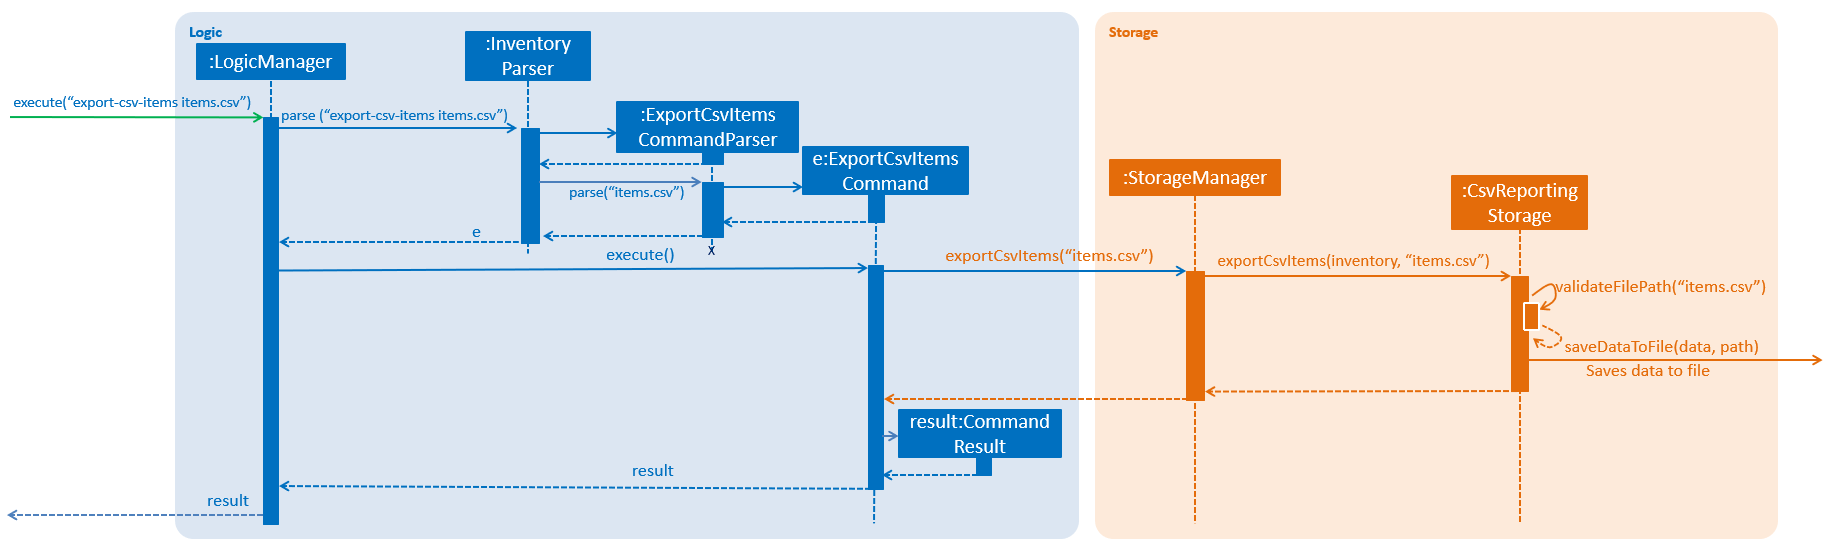 Logic
Storage
:LogicManager
:Inventory
Parser
execute(“export-csv-items items.csv”)
parse (“export-csv-items items.csv”)
:ExportCsvItems
CommandParser
e:ExportCsvItems
Command
parse(“items.csv”)
:StorageManager
:CsvReporting
Storage
e
X
execute()
exportCsvItems(“items.csv”)
exportCsvItems(inventory, “items.csv”)
validateFilePath(“items.csv”)
saveDataToFile(data, path)
Saves data to file
result:Command
Result
result
result